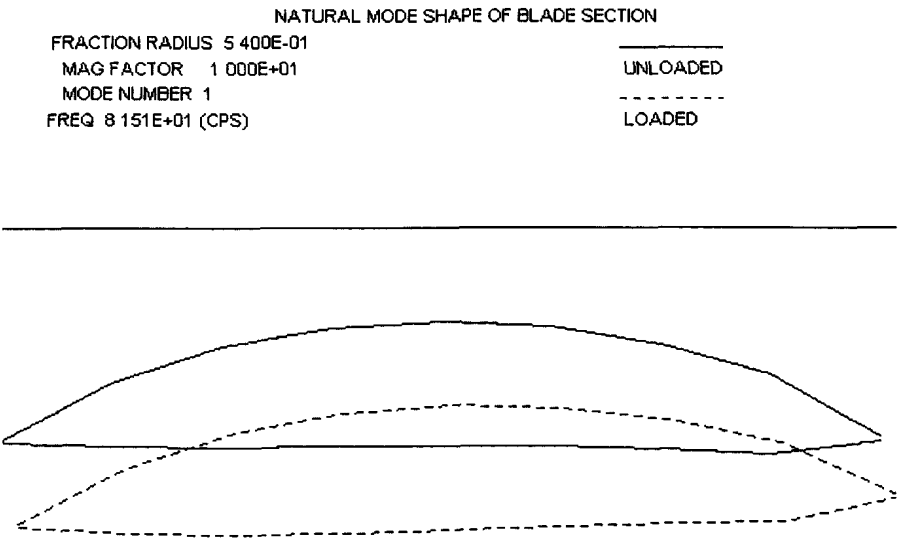 NATURAL MODE SHAPE OF BLADE SECTION
FRACTION RADIUS 5 400E-01
MAG FACTOR 1 000E+01
MODE NUMBER 1
FREQ 8 151E+01 (CPS)
UNLOADED
LOADED